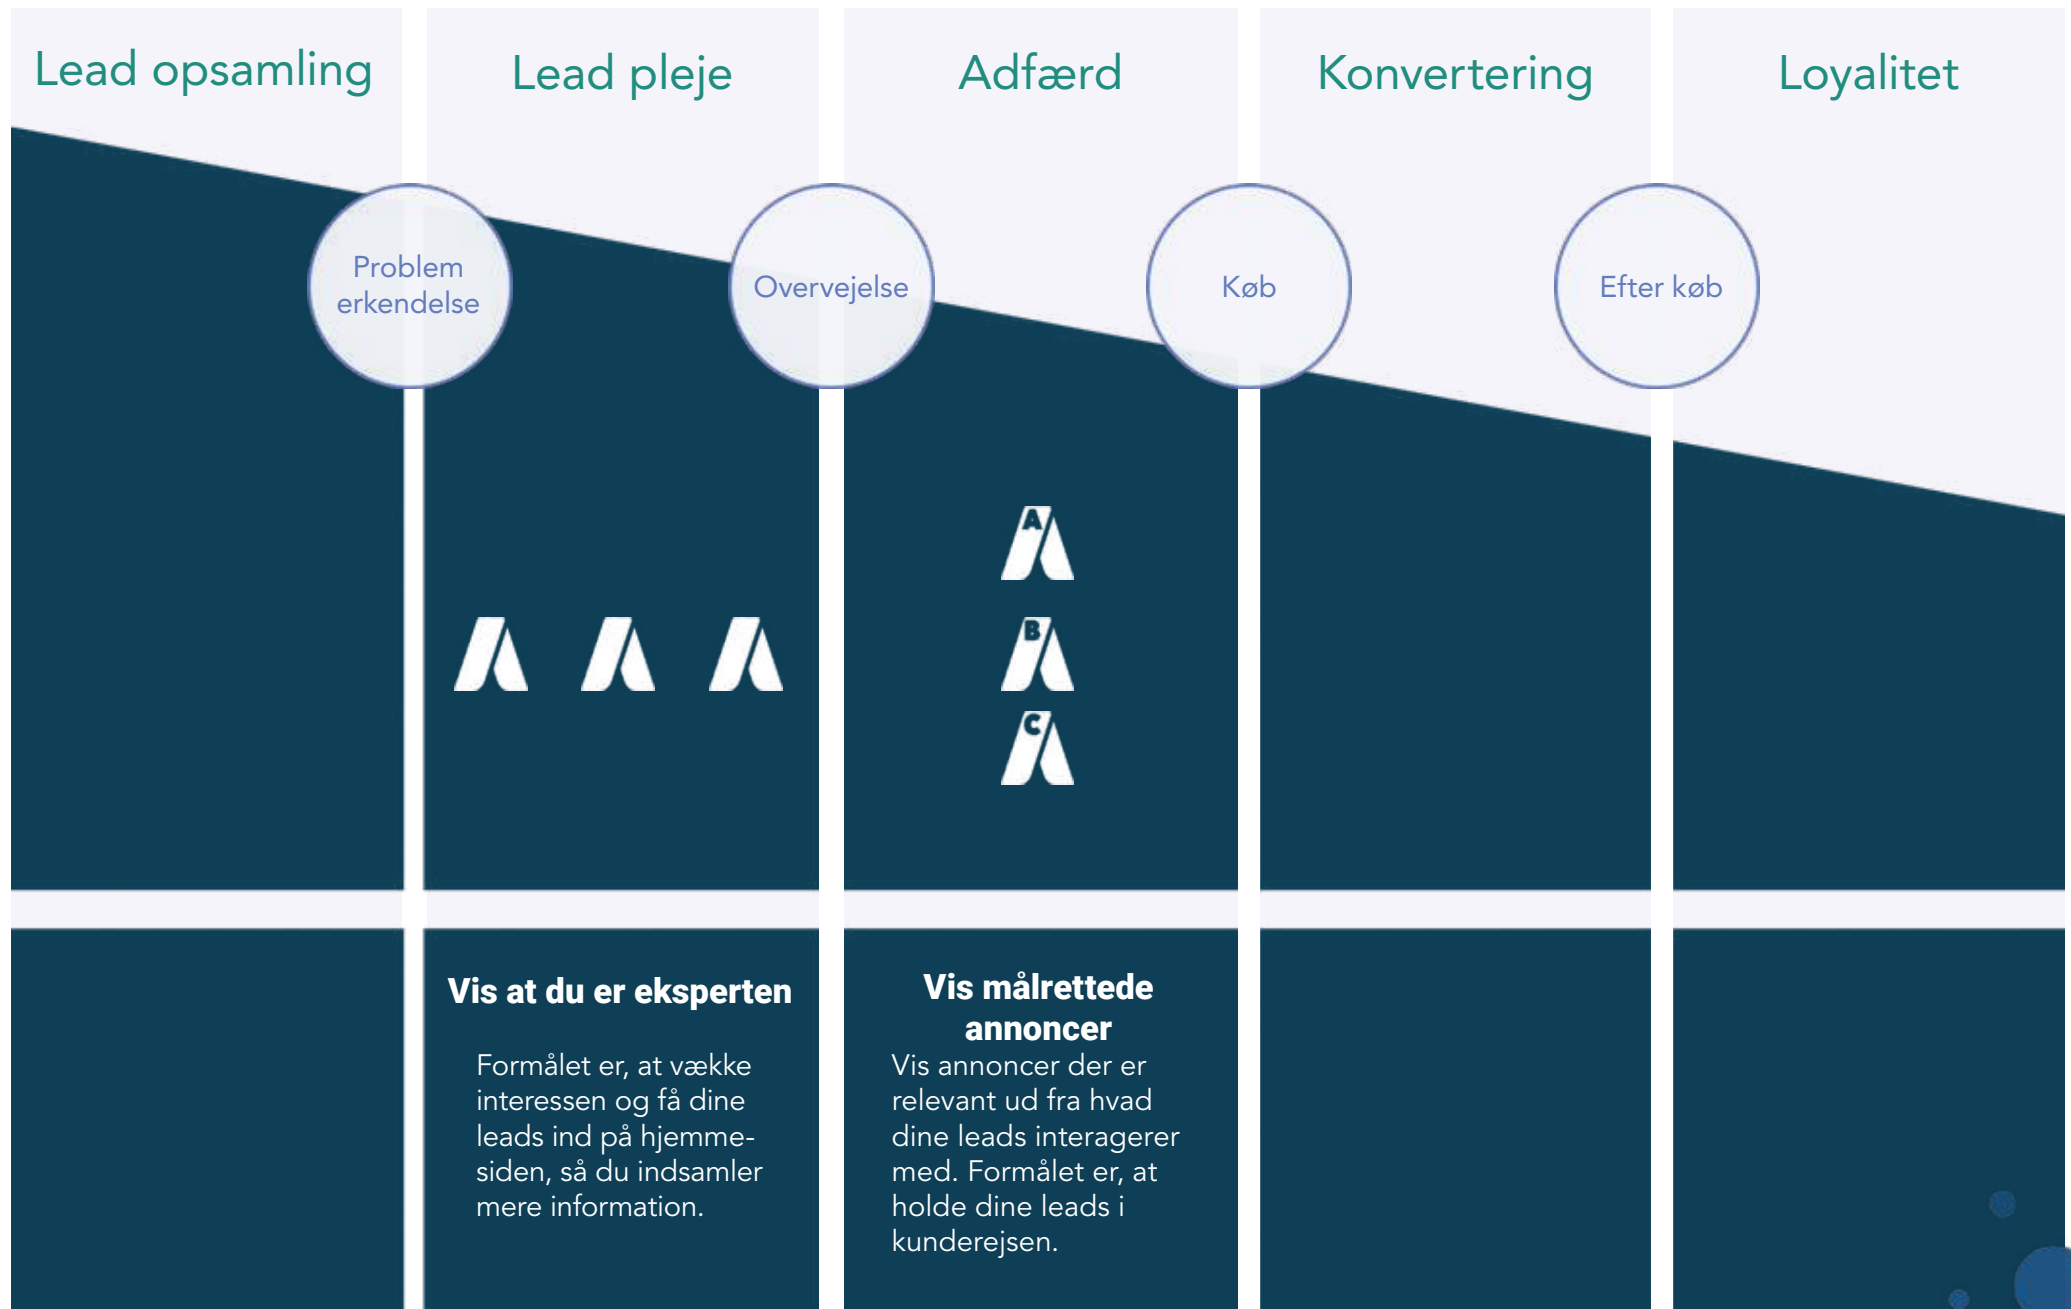 Lead opsamling
Lead pleje
Adfærd
Konvertering
Loyalitet
Problem
erkendelse
Overvejelse
Køb
Efter køb
A
B
C
Vis at du er eksperten
Formålet er, at vække
interessen og få dine
leads ind på hjemme-
siden, så du indsamler
mere information.
Vis målrettede
annoncer
Vis annoncer der er
relevant ud fra hvad
dine leads interagerer
med. Formålet er, at
holde dine leads i
kunderejsen.